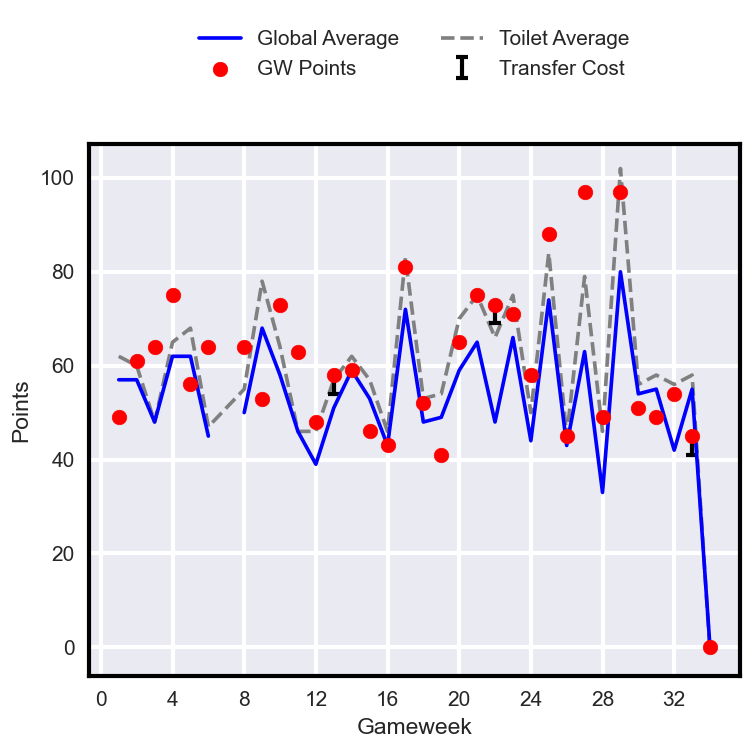 Global Average
Toilet Average
GW Points
Transfer Cost
100
80
60
40
20
0
Points
0 4 8 12 16 20 24 28 32
Gameweek